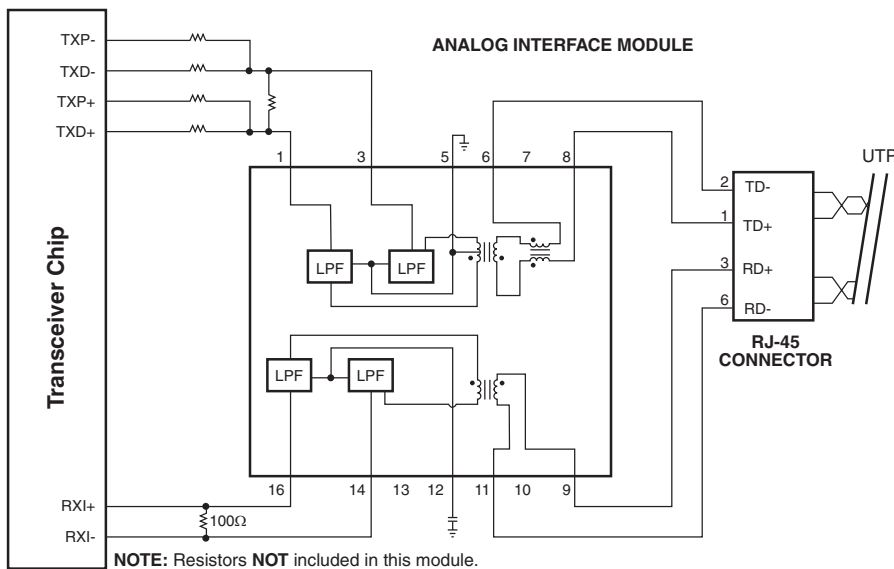 TXP-
TXD-
TXP+
TXD+
Transceiver Chip
RXI+
RXI-
100Ω
ANALOG INTERFACE MODULE
1 3 5 6 7 8
LPF LPF
LPF LPF
16 14 13 12 11 10 9
2 TD-
1 TD+
3 RD+
6 RD-
UTP
RJ-45
CONNECTOR
NOTE: Resistors NOT included in this module.